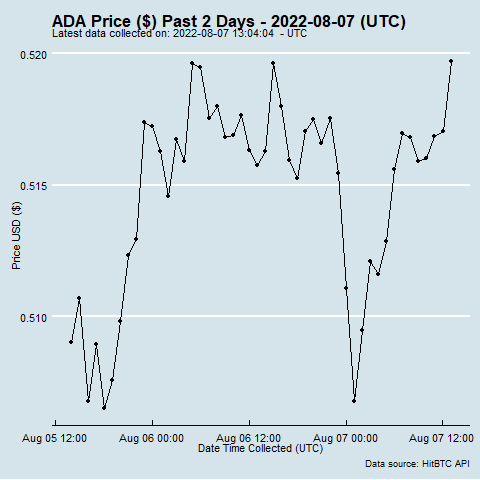 ADA Price ($) Past 2 Days - 2022-08-07 (UTC)
Latest data collected on: 2022-08-07 13:04:04 - UTC
0.520
0.515
0.510
Price USD ($)
Aug 05 12:00 Aug 06 00:00 Aug 06 12:00 Aug 07 00:00 Aug 07 12:00
Date Time Collected (UTC)
Data source: HitBTC API